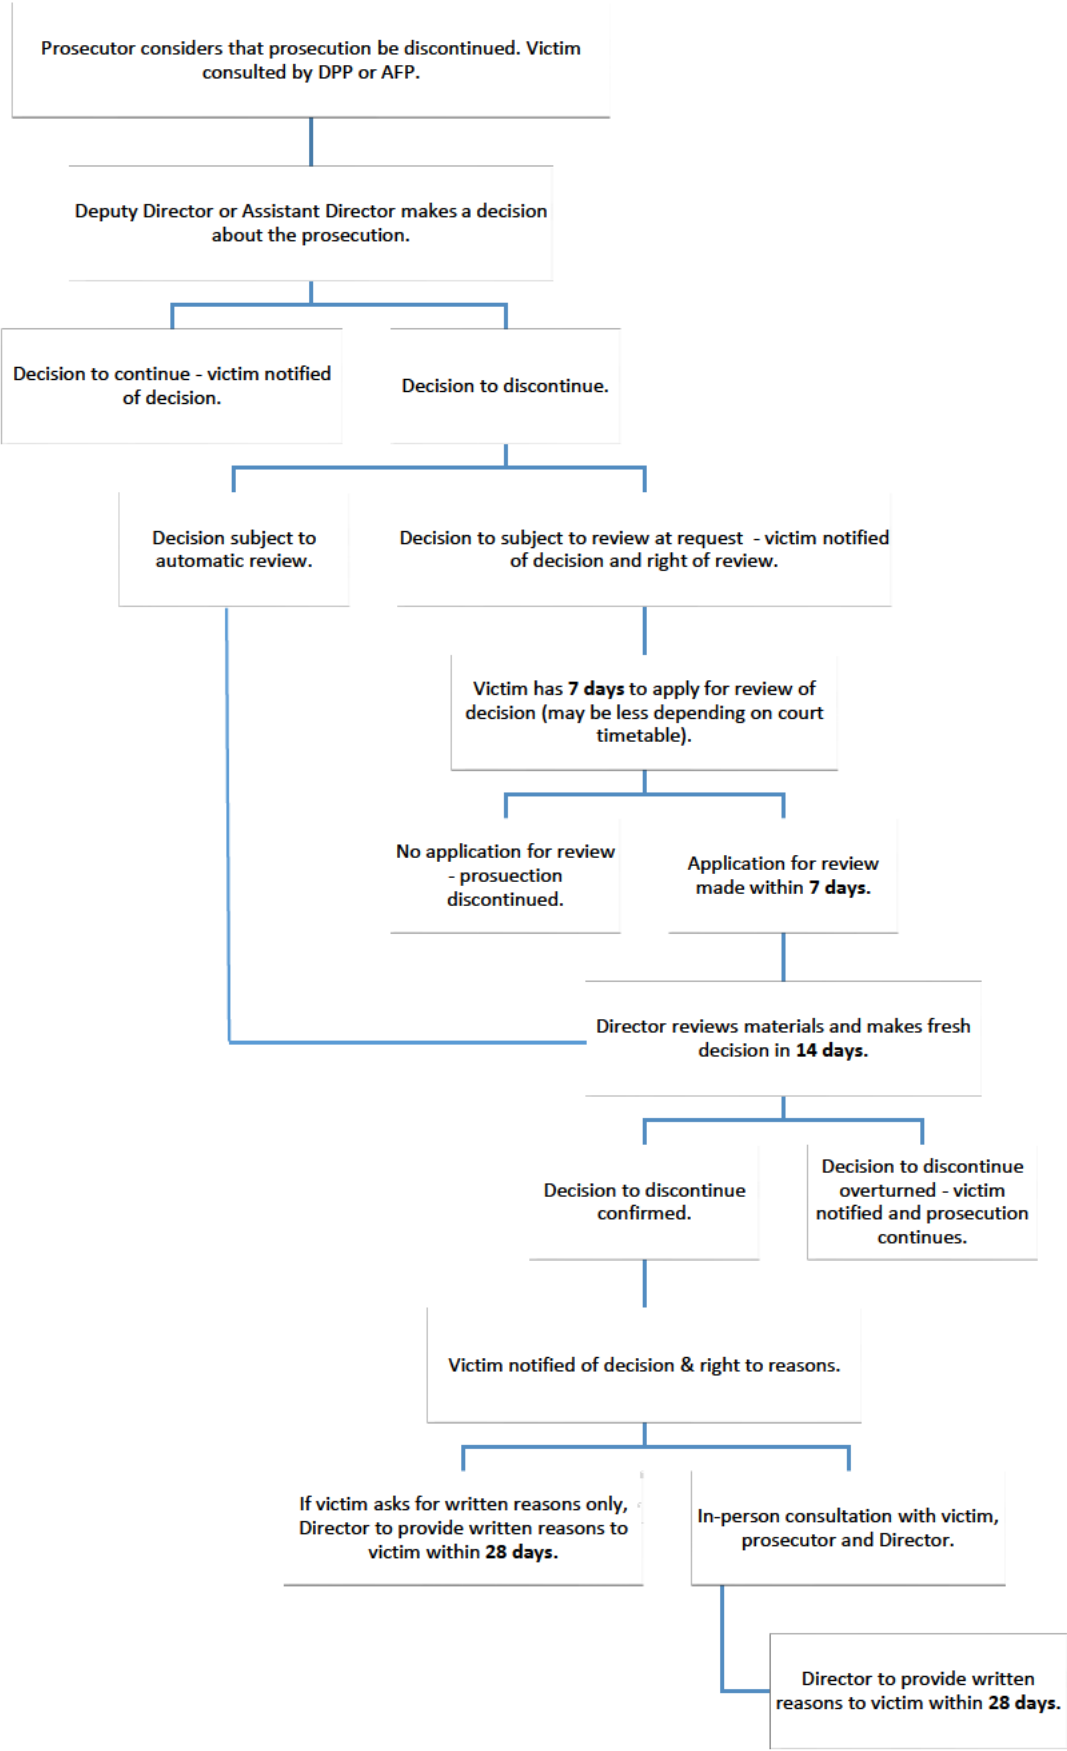 Prosecutor considers that prosecution be discontinued. Victim
consulted by DPP or AFP.
Deputy Director or Assistant Director makes a decision
about the prosecution.
Decision to continue - victim notified
of decision.
Decision to discontinue.
Decision subject to
automatic review.
Decision to subject to review at request - victim notified
of decision and right of review.
Victim has 7 days to apply for review of
decision (may be less depending on court
timetable).
No application for review
- prosuection
discontinued.
Application for review
made within 7 days.
Director reviews materials and makes fresh
decision in 14 days.
Decision to discontinue
confirmed.
Decision to discontinue
overturned - victim
notified and prosecution
continues.
Victim notified of decision & right to reasons.
If victim asks for written reasons only,
Director to provide written reasons to
victim within 28 days.
In-person consultation with victim,
prosecutor and Director.
Director to provide written
reasons to victim within 28 days.